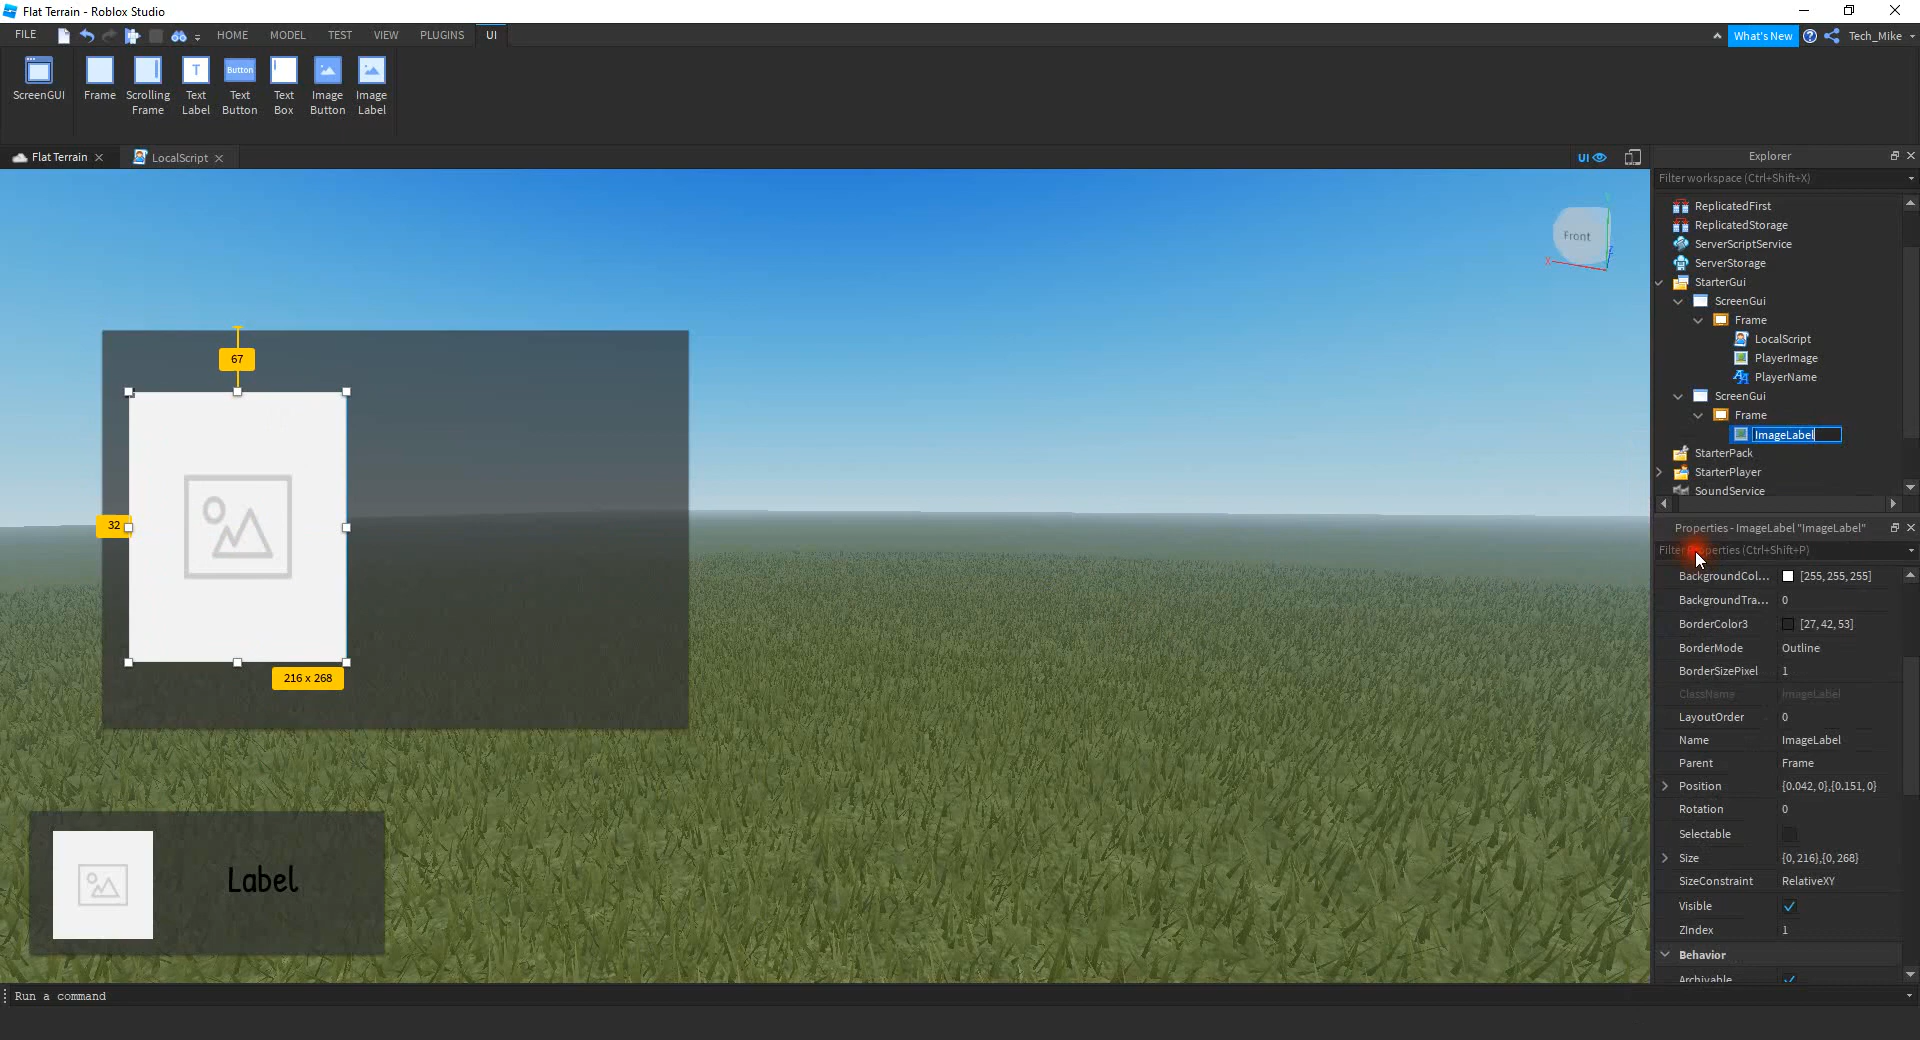 Flat Terrain - Roblox Studio
FILE HOME MODEL TEST VIEW PLUGINS UI What's New Tech_Mike
ScreenGUI Frame Scrolling Frame Text Label Button Text Button Text Box Image Button Image Label
Flat Terrain LocalScript UI
Explorer
Filter workspace (Ctrl+Shift+X)
ReplicatedFirst
ReplicatedStorage
ServerScriptService
ServerStorage
StarterGui
ScreenGui
Frame
LocalScript
PlayerImage
PlayerName
ScreenGui
Frame
ImageLabel
StarterPack
StarterPlayer
SoundService
Front
X
Z
67
32
216 x 268
Label
Properties - ImageLabel "ImageLabel"
Filter Properties (Ctrl+Shift+P)
BackgroundCol... [255, 255, 255]
BackgroundTra... 0
BorderColor3 [27, 42, 53]
BorderMode Outline
BorderSizePixel 1
ClassName ImageLabel
LayoutOrder 0
Name ImageLabel
Parent Frame
Position {0.042, 0},{0.151, 0}
Rotation 0
Selectable
Size {0, 216},{0, 268}
SizeConstraint RelativeXY
Visible
ZIndex 1
Behavior
Archivable
Run a command